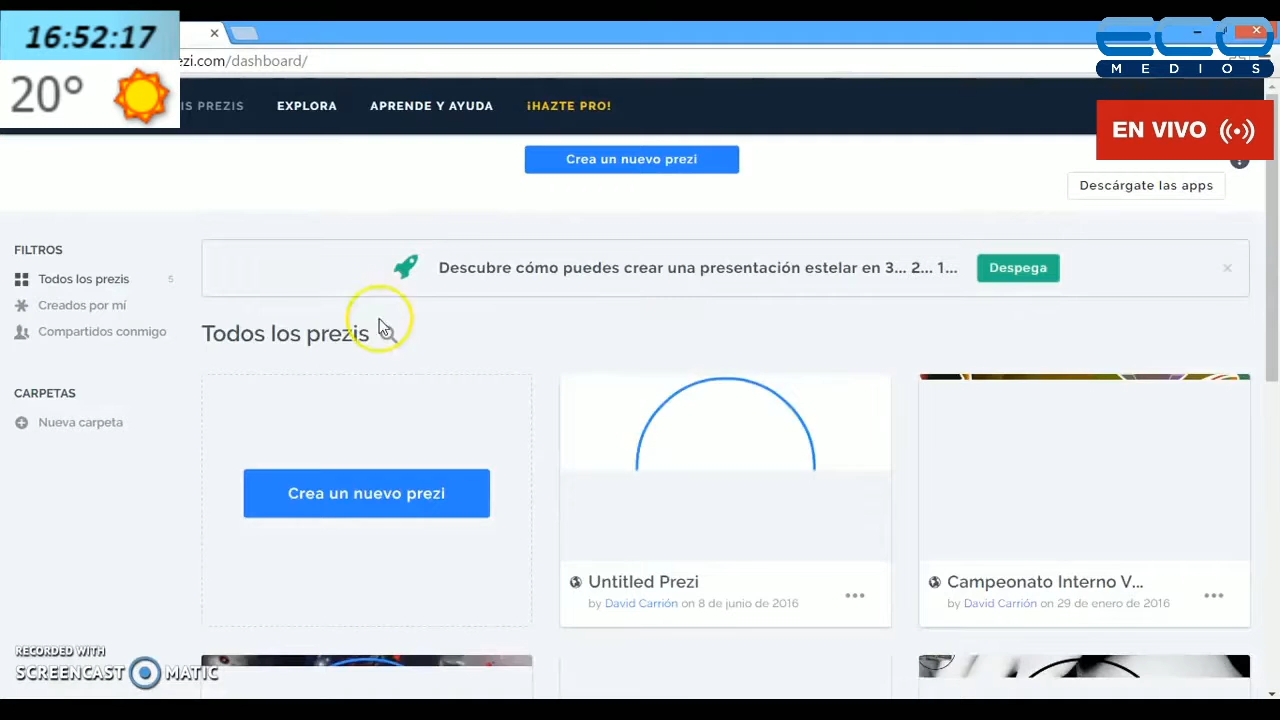 16:52:17
20°
zi.com/dashboard/
ECO
MEDIOS
EN VIVO
IS PREZIS EXPLORA APRENDE Y AYUDA ¡HAZTE PRO!
Crea un nuevo prezi
Descárgate las apps
FILTROS
Todos los prezis 5
Creados por mí
Compartidos conmigo
CARPETAS
Nueva carpeta
Descubre cómo puedes crear una presentación estelar en 3... 2... 1... Despega
Todos los prezis
Crea un nuevo prezi
Untitled Prezi
by David Carrión on 8 de junio de 2016
Campeonato Interno V...
by David Carrión on 29 de enero de 2016
RECORDED WITH
SCREENCAST MATIC